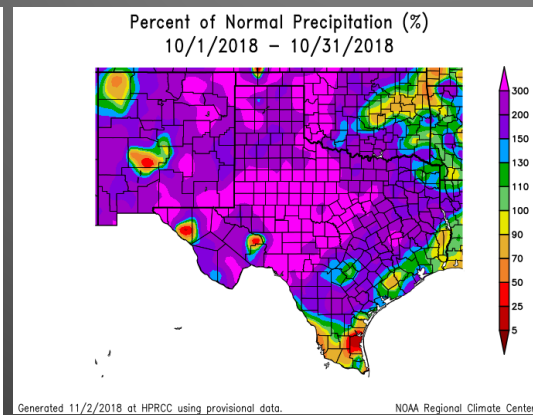 Percent of Normal Precipitation (%)
10/1/2018 – 10/31/2018
300
200
150
130
110
100
90
70
50
25
5
Generated 11/2/2018 at HPRCC using provisional data.
NOAA Regional Climate Center